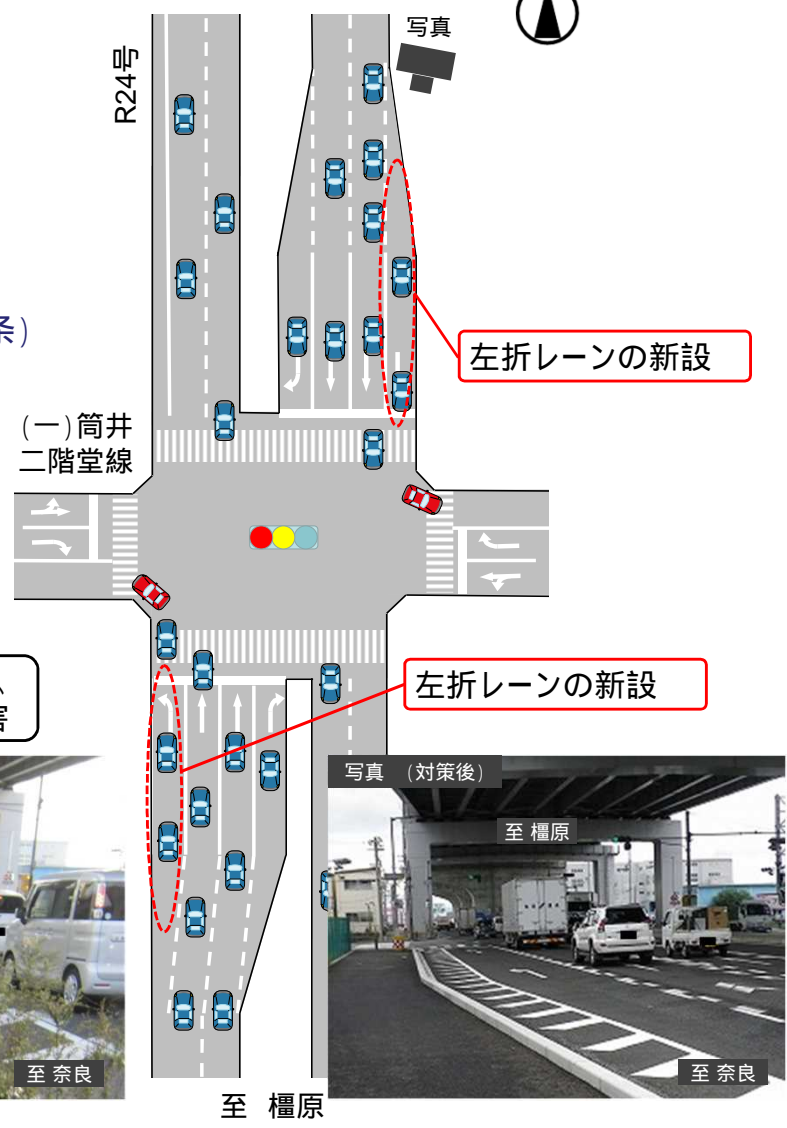 写真
R24号
条)
左折レーンの新設
(一)筒井
二階堂線
左折レーンの新設
害
写真 (対策後)
至 橿原
至 奈良
至 奈良
至 橿原